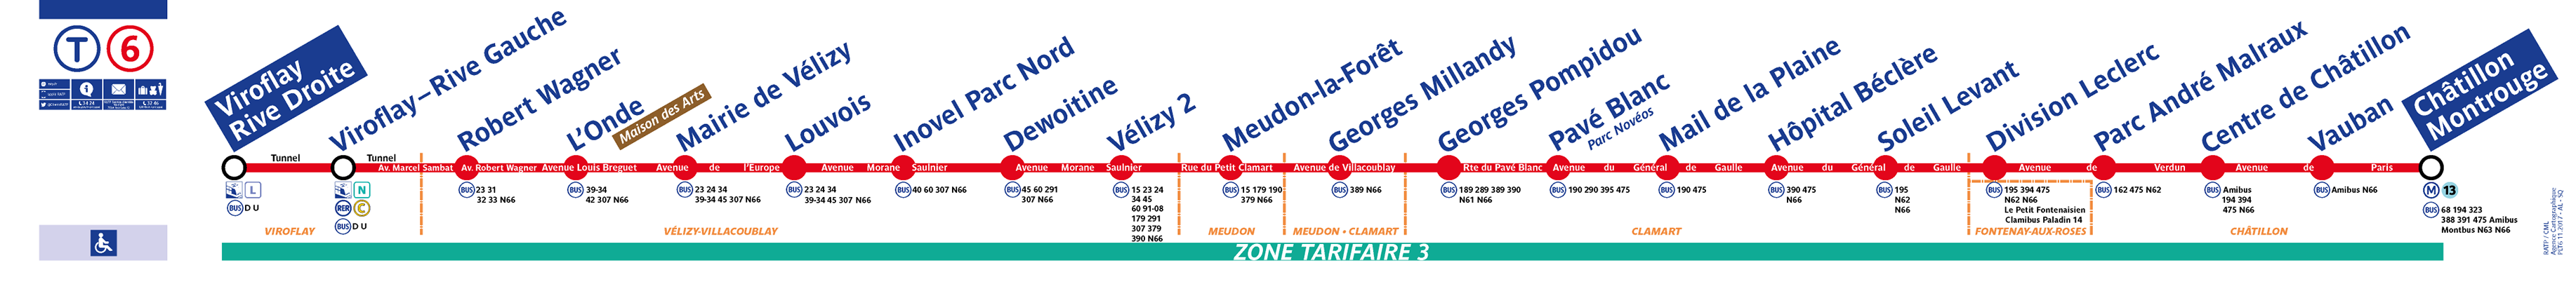 T 6
Viroflay
Rive Droite
Viroflay–Rive Gauche
Robert Wagner
L'Onde
Maison des Arts
Mairie de Vélizy
Louvois
Inovel Parc Nord
Dewoitine
Vélizy 2
Meudon-la-Forêt
Georges Millandy
Georges Pompidou
Pavé Blanc
Parc Novéos
Mail de la Plaine
Hôpital Béclère
Soleil Levant
Division Leclerc
Parc André Malraux
Centre de Châtillon
Vauban
Châtillon
Montrouge
Tunnel
Tunnel
Av. Marcel Sambat
Av. Robert Wagner
Avenue Louis Breguet
Avenue de l'Europe
Avenue Morane Saulnier
Avenue Morane Saulnier
Rue du Petit Clamart
Avenue de Villacoublay
Rte du Pavé Blanc
Avenue du Général de Gaulle
Avenue du Général de Gaulle
Avenue de Verdun
Avenue de Paris
L
BUS D U
N
RER C
BUS D U
BUS 23 31
32 33 N66
BUS 39-34
42 307 N66
BUS 23 24 34
39-34 45 307 N66
BUS 23 24 34
39-34 45 307 N66
BUS 40 60 307 N66
BUS 45 60 291
307 N66
BUS 15 23 24
34 45
60 91-08
179 291
307 379
390 N66
BUS 15 179 190
379 N66
BUS 389 N66
BUS 189 289 389 390
N61 N66
BUS 190 290 395 475
BUS 190 475
BUS 390 475
N66
BUS 195
N62
N66
BUS 195 394 475
N62 N66
Le Petit Fontenaisien
Clamibus Paladin 14
BUS 162 475 N62
BUS Amibus
194 394
475 N66
BUS Amibus N66
M 13
BUS 68 194 323
388 391 475 Amibus
Montbus N63 N66
VIROFLAY
VÉLIZY-VILLACOUBLAY
MEUDON
MEUDON • CLAMART
CLAMART
FONTENAY-AUX-ROSES
CHÂTILLON
ZONE TARIFAIRE 3
RATP / CML
Agence Cartographique